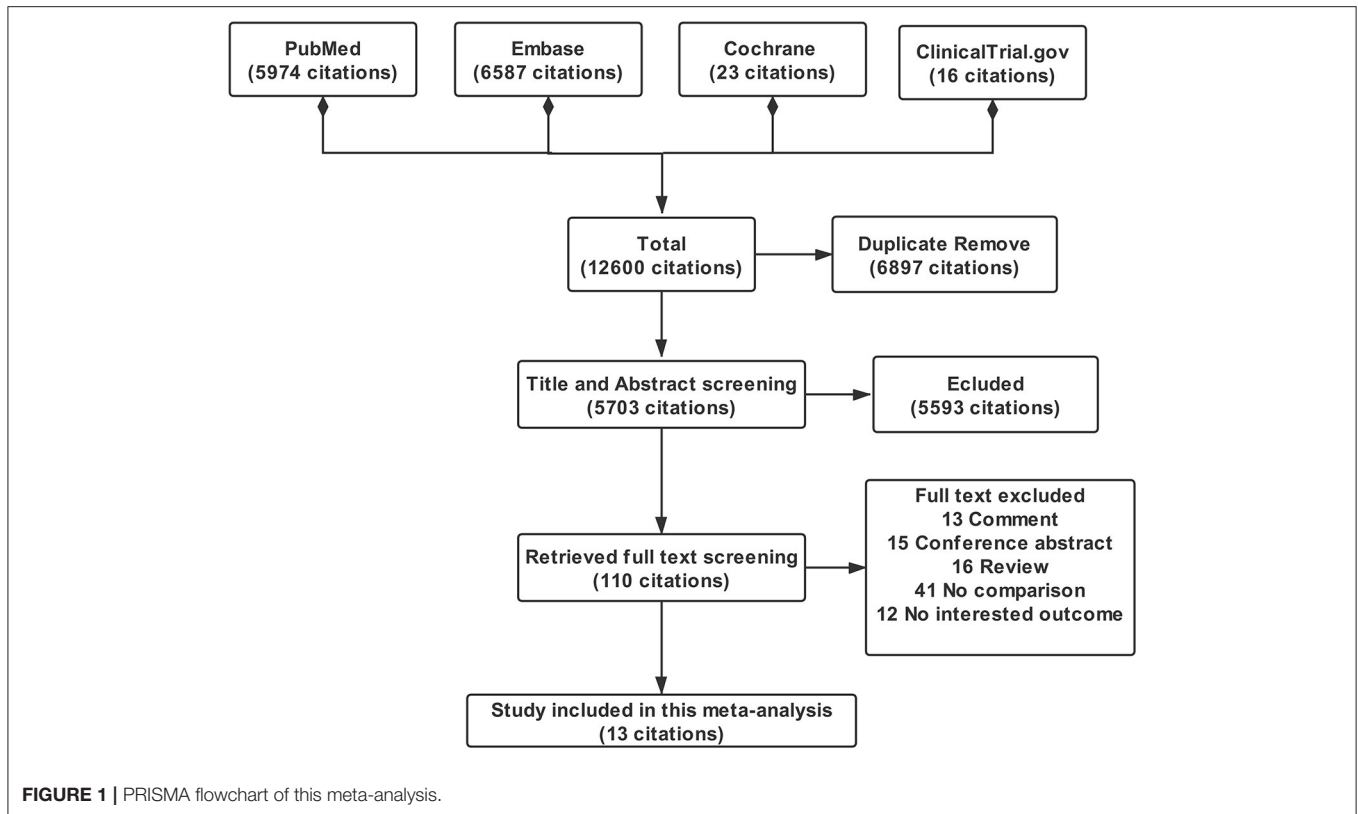 PubMed
(5974 citations)
Embase
(6587 citations)
Cochrane
(23 citations)
ClinicalTrial.gov
(16 citations)
Total
(12600 citations)
Duplicate Remove
(6897 citations)
Title and Abstract screening
(5703 citations)
Ecluded
(5593 citations)
Retrieved full text screening
(110 citations)
Full text excluded
13 Comment
15 Conference abstract
16 Review
41 No comparison
12 No interested outcome
Study included in this meta-analysis
(13 citations)
FIGURE 1 | PRISMA flowchart of this meta-analysis.